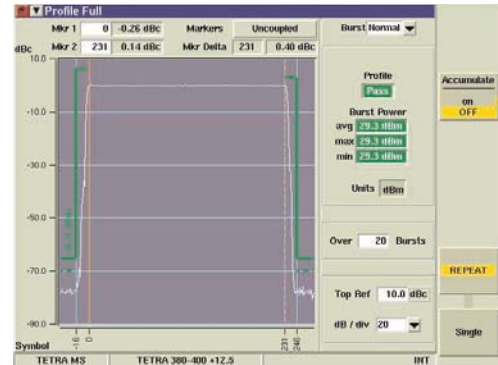 Profile Full
Mkr 1 0 -0.26 dBc Markers Uncoupled
Mkr 2 231 0.14 dBc Mkr Delta 231 0.40 dBc
Burst Normal
dBc
10.0
-10.0
-30.0
-50.0
-70.0
-90.0
Symbol
-16
0
231
246
Profile
Pass
Burst Power
avg 29.3 dBm
max 29.3 dBm
min 29.3 dBm
Units dBm
Over 20 Bursts
Top Ref 10.0 dBc
dB / div 20
Accumulate
on
OFF
REPEAT
Single
TETRA MS TETRA 380-400 +12.5 INT